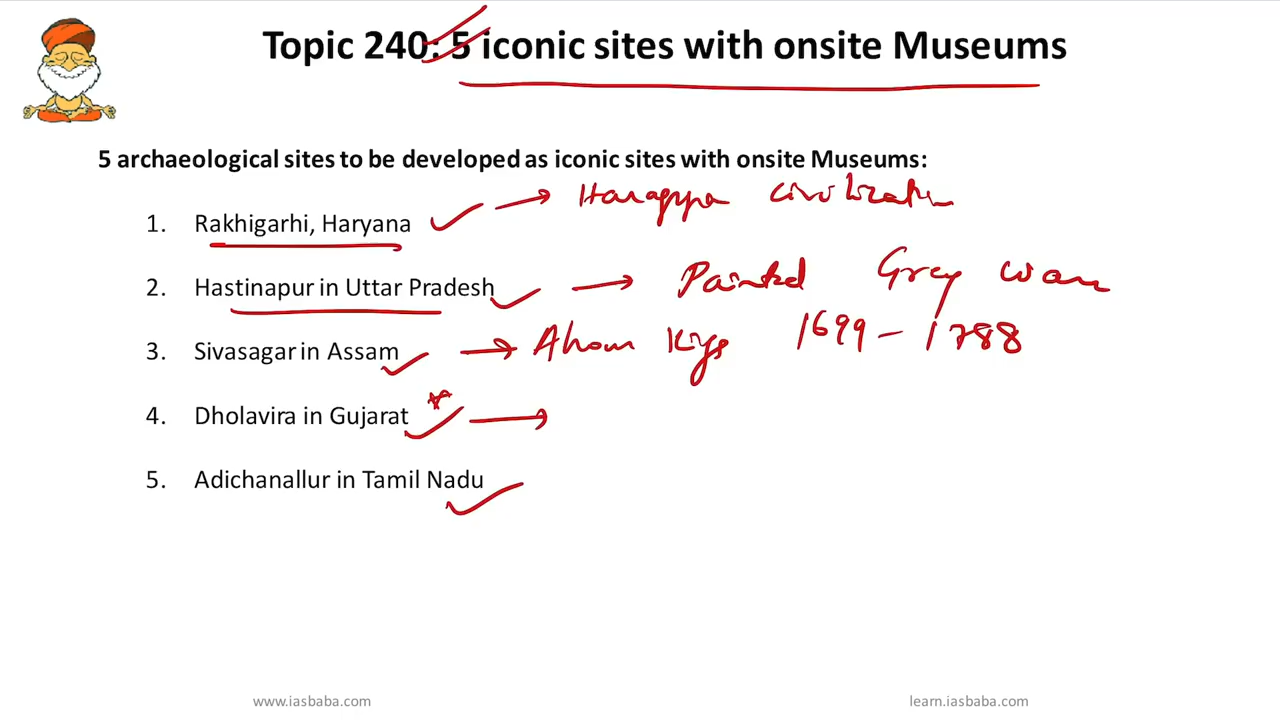 Topic 240: 5 iconic sites with onsite Museums
5 archaeological sites to be developed as iconic sites with onsite Museums:
1. Rakhigarhi, Haryana → Harappa civilization
2. Hastinapur in Uttar Pradesh → Painted Grey ware
3. Sivasagar in Assam → Ahom Kings 1699 - 1788
4. Dholavira in Gujarat →
5. Adichanallur in Tamil Nadu
www.iasbaba.com
learn.iasbaba.com